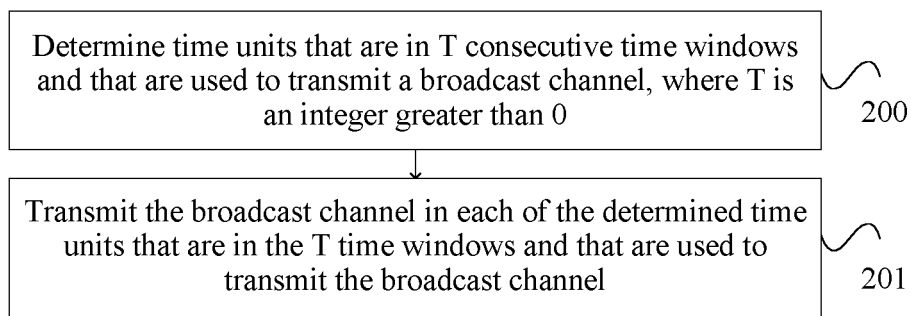 Determine time units that are in T consecutive time windows
and that are used to transmit a broadcast channel, where T is
an integer greater than 0
200
Transmit the broadcast channel in each of the determined time
units that are in the T time windows and that are used to
transmit the broadcast channel
201